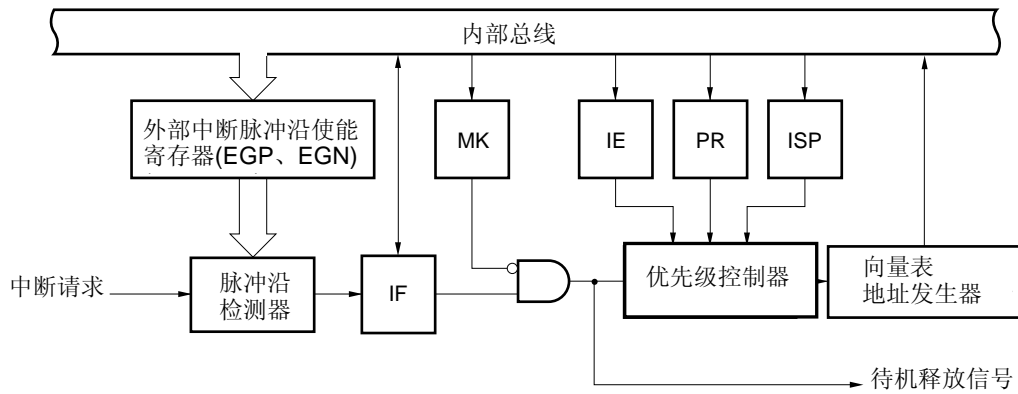 内部总线
外部中断脉冲沿使能
寄存器(EGP、EGN)
MK
IE
PR
ISP
中断请求
脉冲沿
检测器
IF
优先级控制器
向量表
地址发生器
待机释放信号